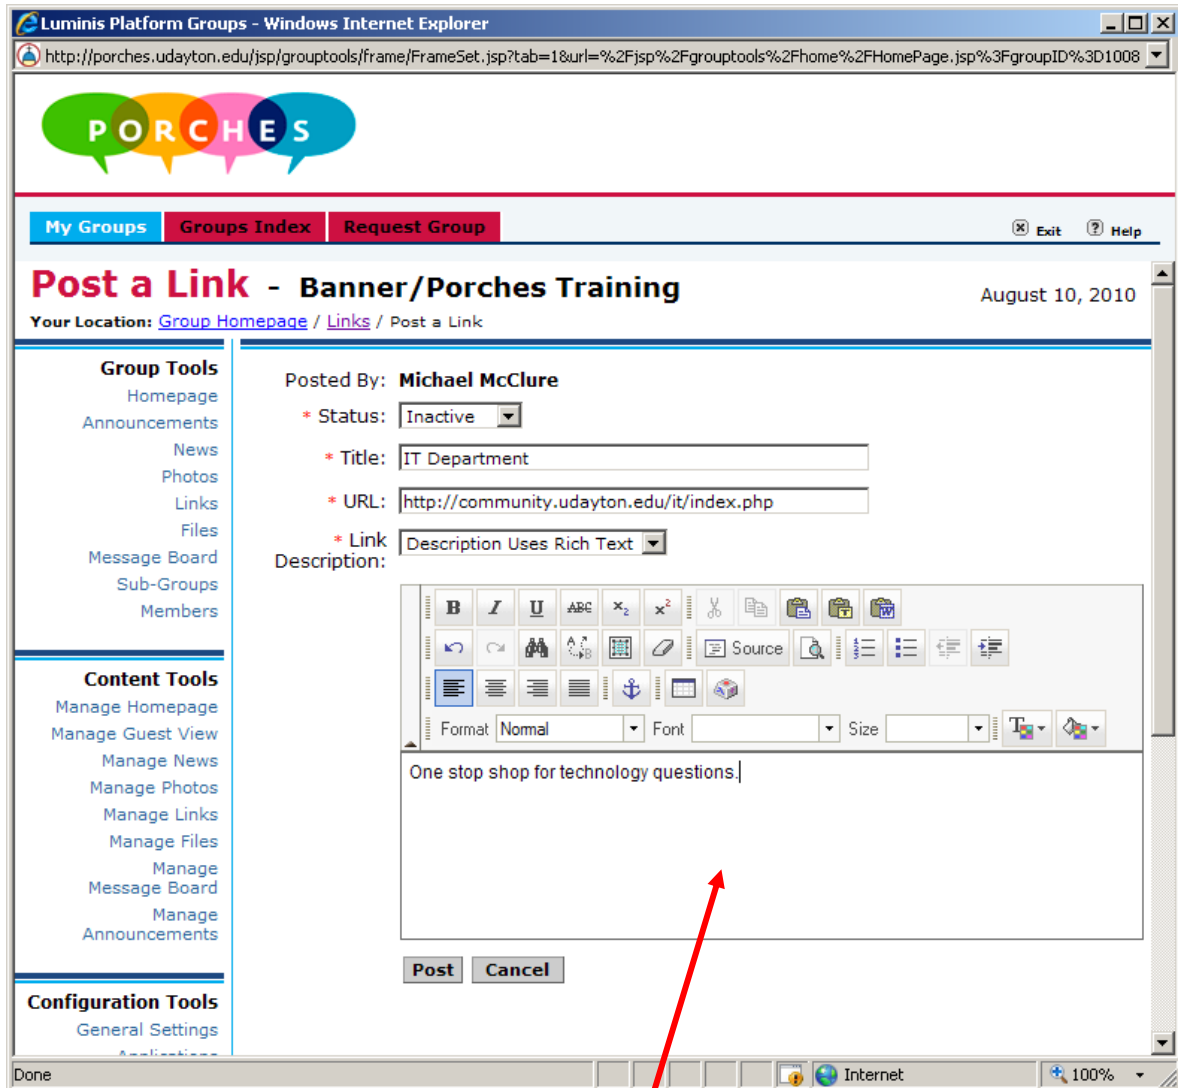 Luminis Platform Groups - Windows Internet Explorer
http://porches.udayton.edu/jsp/grouptools/frame/FrameSet.jsp?tab=1&url=%2Fjsp%2Fgrouptools%2Fhome%2FHomePage.jsp%3FgroupID%3D1008
PORCHES
My Groups Groups Index Request Group Exit Help
Post a Link - Banner/Porches Training August 10, 2010
Your Location: Group Homepage / Links / Post a Link
Group Tools
Homepage
Announcements
News
Photos
Links
Files
Message Board
Sub-Groups
Members
Content Tools
Manage Homepage
Manage Guest View
Manage News
Manage Photos
Manage Links
Manage Files
Manage
Message Board
Manage
Announcements
Configuration Tools
General Settings
Applications
Posted By: Michael McClure
* Status: Inactive
* Title: IT Department
* URL: http://community.udayton.edu/it/index.php
* Link Description: Description Uses Rich Text
B I U ABC x₂ x²
Source
Format Normal Font Size
One stop shop for technology questions.
Post Cancel
Done Internet 100%